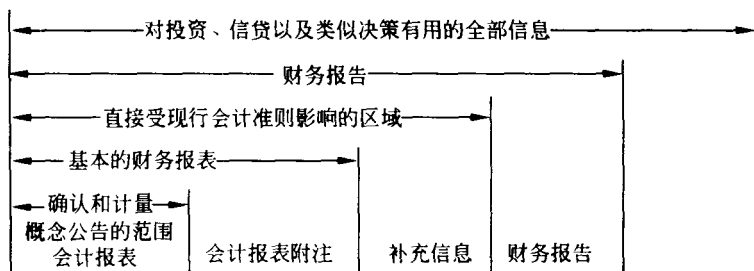 对投资、信贷以及类似决策有用的全部信息
财务报告
直接受现行会计准则影响的区域
基本的财务报表
确认和计量
概念公告的范围
会计报表 会计报表附注 补充信息 财务报告